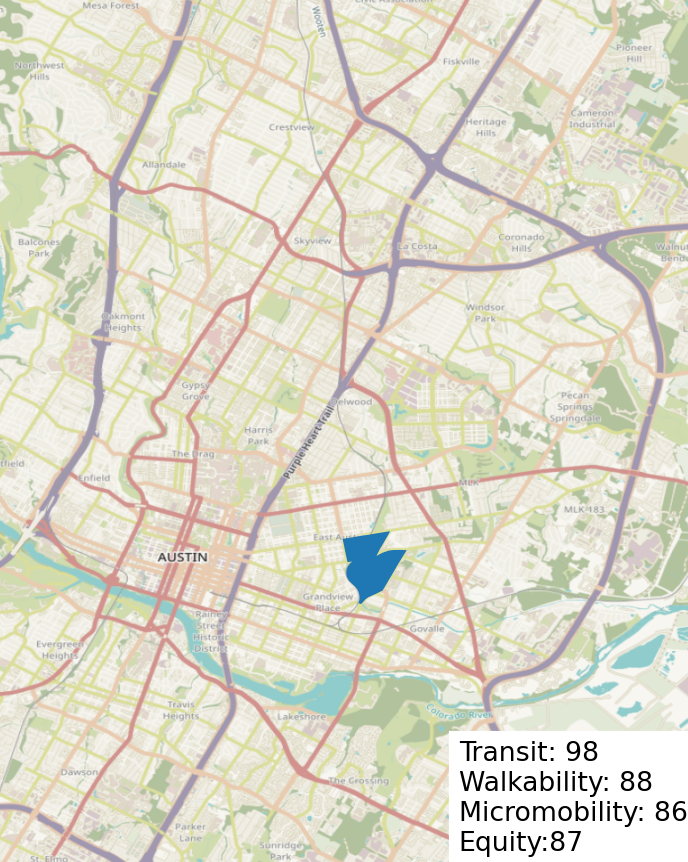 Mesa Forest
Wooten
Civic Association
Fiskville
Pioneer
Hill
Northwest
Hills
Cameron
Industrial
Crestview
Heritage
Hills
Allandale
Balcones
Park
Skyview
La Costa
Coronado
Hills
Walnut
Bend
Oakmont
Heights
Windsor
Park
Gypsy
Grove
Delwood
Pecan
Springs
Springdale
Harris
Park
Purple Heart Trail
The Drag
Enfield
MLK
MLK 183
East Aus
AUSTIN
Grandview
Place
Rainey
Street
Historic
District
Govalle
Evergreen
Heights
Travis
Heights
Lakeshore
Colorado River
Dawson
The Grossing
Parker
Lane
Sunridge
Park
St. Elmo
Transit: 98
Walkability: 88
Micromobility: 86
Equity:87